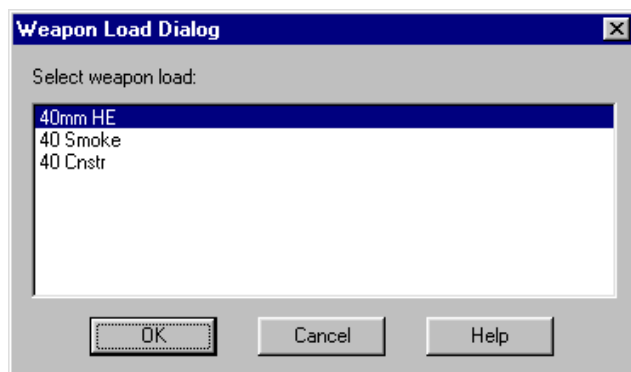 Weapon Load Dialog
Select weapon load:
40mm HE
40 Smoke
40 Cnstr
OK Cancel Help